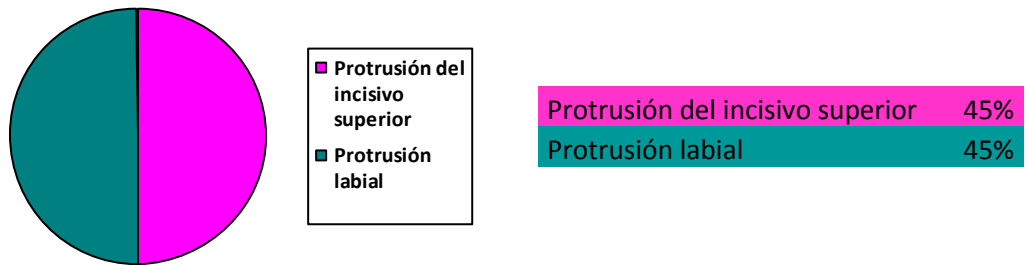 Protrusión del
incisivo
superior
Protrusión
labial
Protrusión del incisivo superior 45%
Protrusión labial 45%